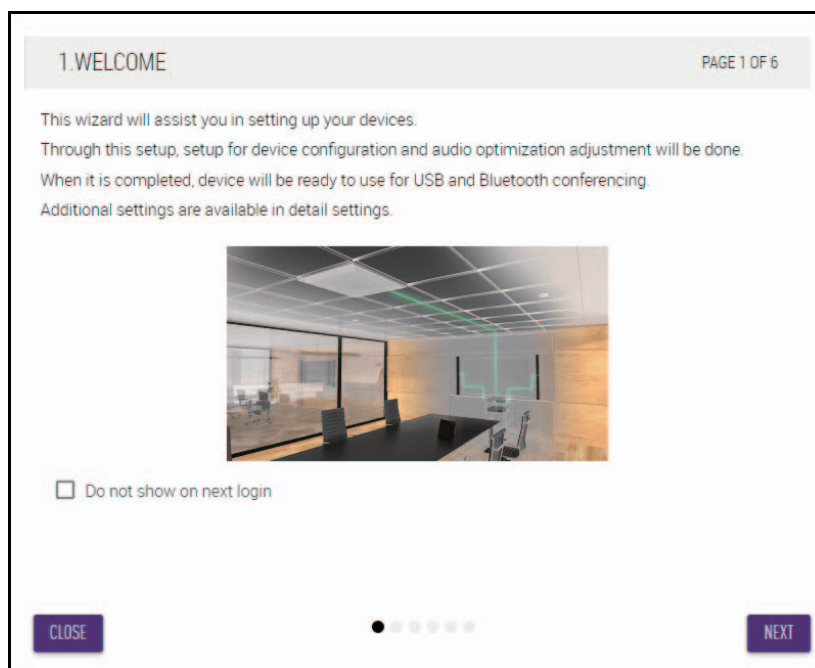 1.WELCOME
PAGE 1 OF 6
This wizard will assist you in setting up your devices.
Through this setup, setup for device configuration and audio optimization adjustment will be done.
When it is completed, device will be ready to use for USB and Bluetooth conferencing.
Additional settings are available in detail settings.
Do not show on next login
CLOSE
NEXT